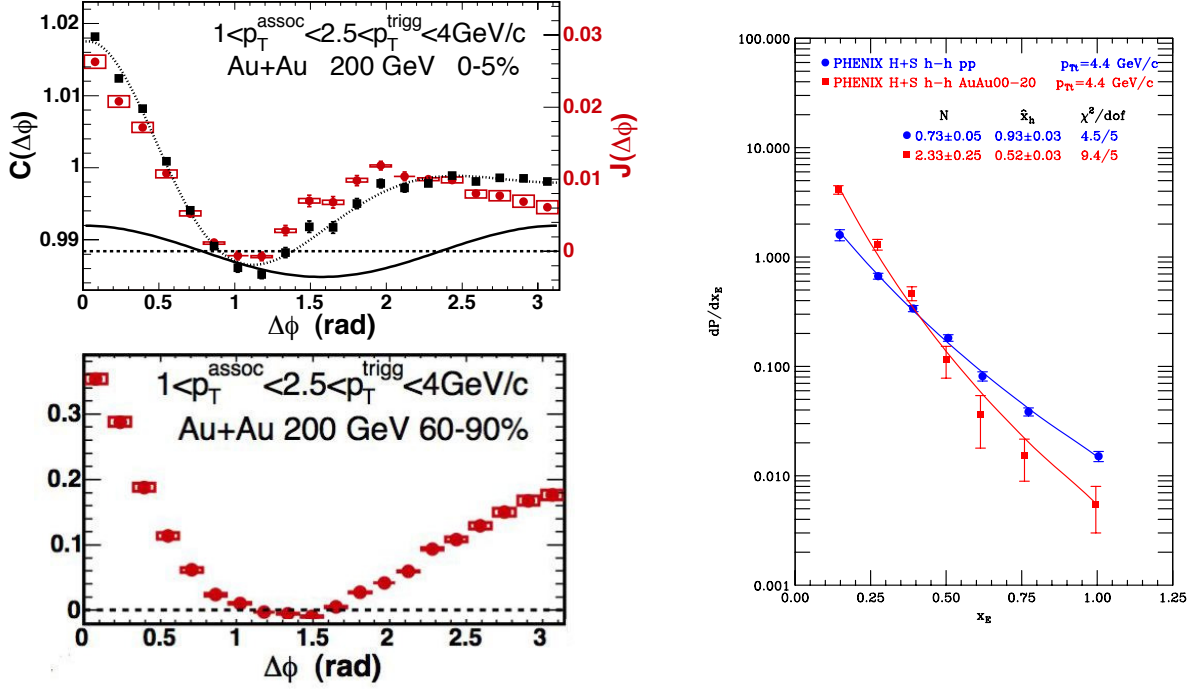 1<p_T^assoc <2.5<p_T^trigg <4GeV/c
Au+Au 200 GeV 0-5%
C(Δϕ)
1.02
1.01
1
0.99
J(Δϕ)
0.03
0.02
0.01
0
0 0.5 1 1.5 2 2.5 3
Δϕ (rad)
1<p_T^assoc <2.5<p_T^trigg <4GeV/c
Au+Au 200 GeV 60-90%
0.3
0.2
0.1
0
0 0.5 1 1.5 2 2.5 3
Δϕ (rad)
PHENIX H+S h-h pp p_Tt=4.4 GeV/c
PHENIX H+S h-h AuAu00-20 p_Tt=4.4 GeV/c
N x̂_h χ²/dof
0.73±0.05 0.93±0.03 4.5/5
2.33±0.25 0.52±0.03 9.4/5
dP/dx_E
100.000
10.000
1.000
0.100
0.010
0.001
0.00 0.25 0.50 0.75 1.00 1.25
x_E